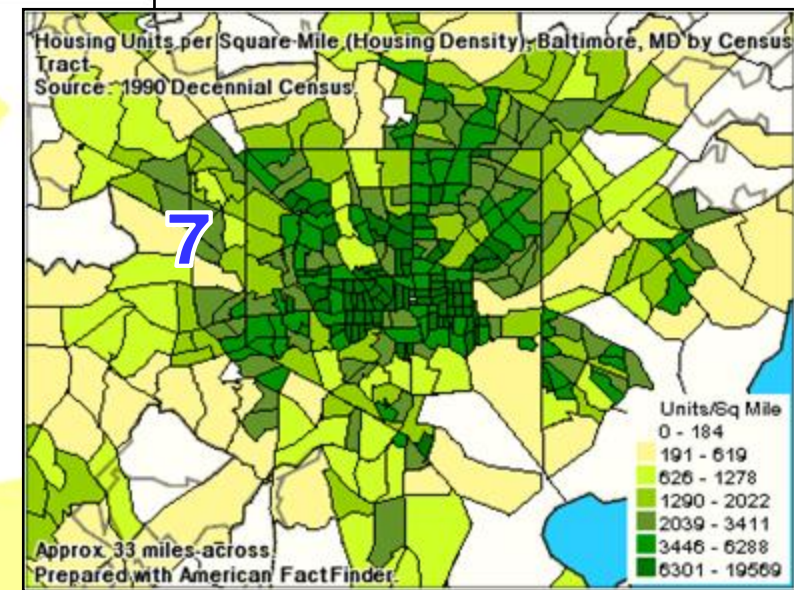 Housing Units per Square Mile (Housing Density), Baltimore, MD by Census
Tract
Source: 1990 Decennial Census
7
Units/Sq Mile
0 - 184
191 - 619
626 - 1278
1290 - 2022
2039 - 3411
3446 - 6288
6301 - 19569
Approx. 33 miles across.
Prepared with American FactFinder.